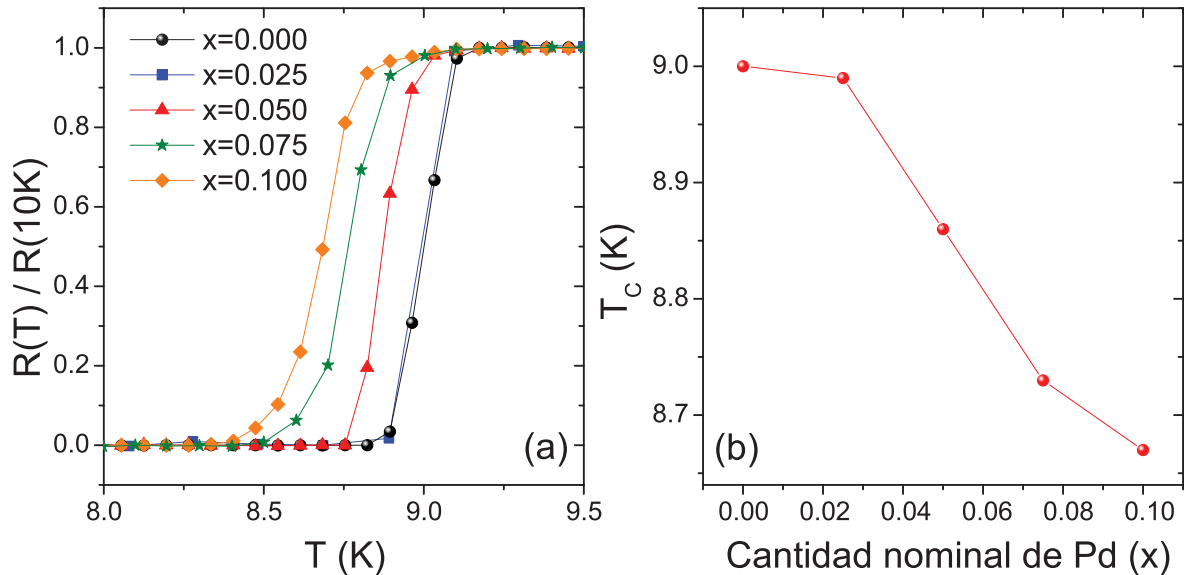 x=0.000
x=0.025
x=0.050
x=0.075
x=0.100
1.0
0.8
0.6
0.4
0.2
0.0
R(T) / R(10K)
(a)
8.0
8.5
9.0
9.5
T (K)
9.0
8.9
8.8
8.7
T_C (K)
(b)
0.00
0.02
0.04
0.06
0.08
0.10
Cantidad nominal de Pd (x)